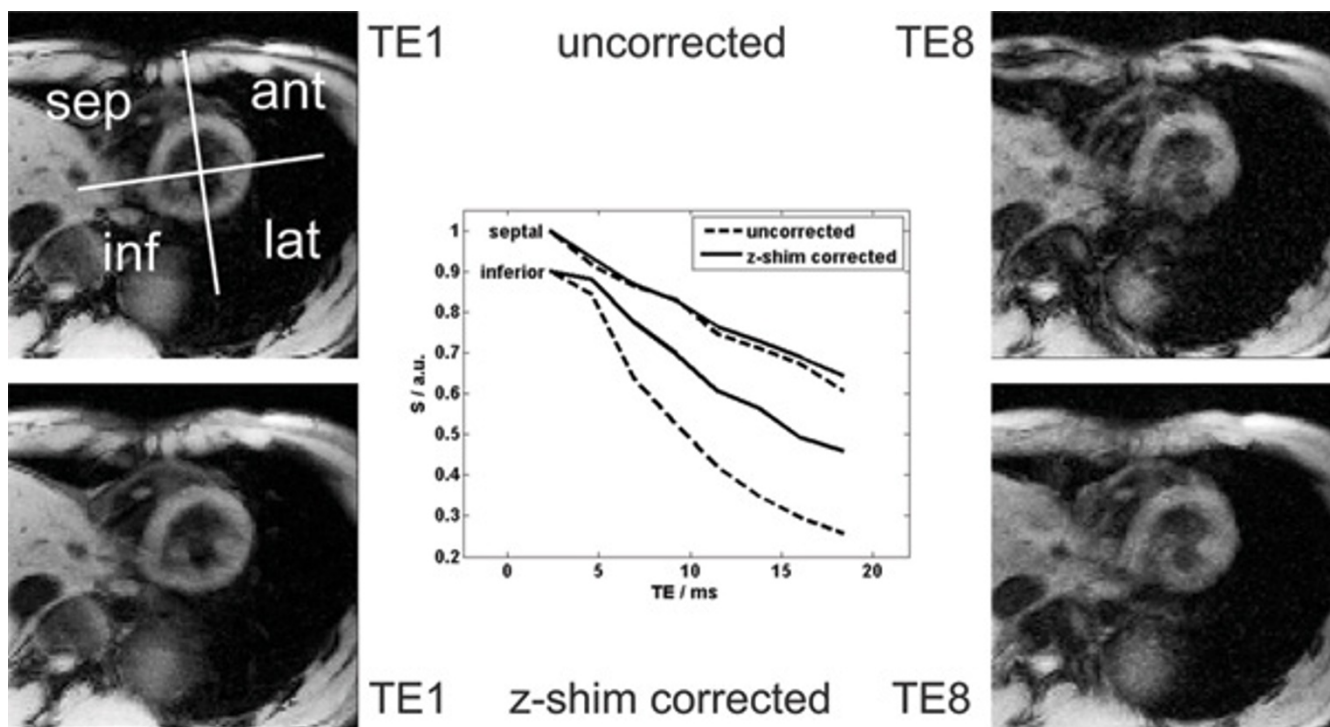 TE1 uncorrected TE8
sep ant
inf lat
septal
inferior
uncorrected
z-shim corrected
1
0.9
0.8
0.7
0.6
0.5
0.4
0.3
0.2
S / a.u.
0 5 10 15 20
TE / ms
TE1 z-shim corrected TE8